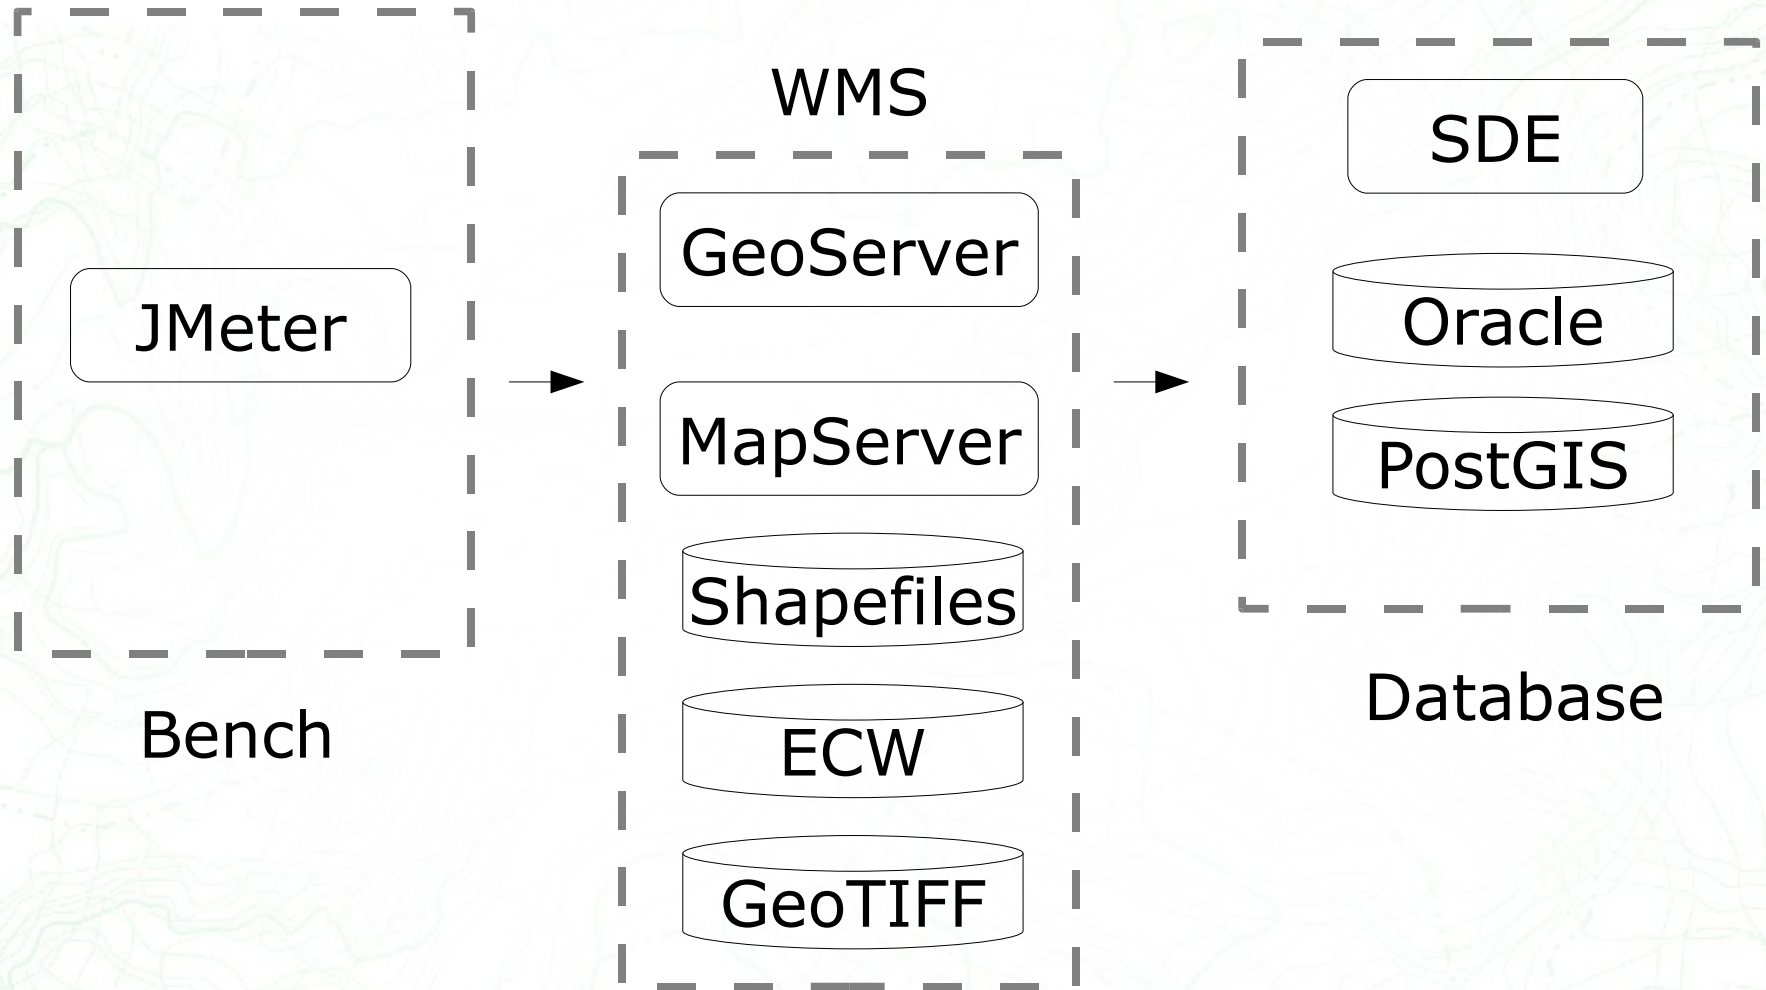 JMeter
Bench
WMS
GeoServer
MapServer
Shapefiles
ECW
GeoTIFF
SDE
Oracle
PostGIS
Database